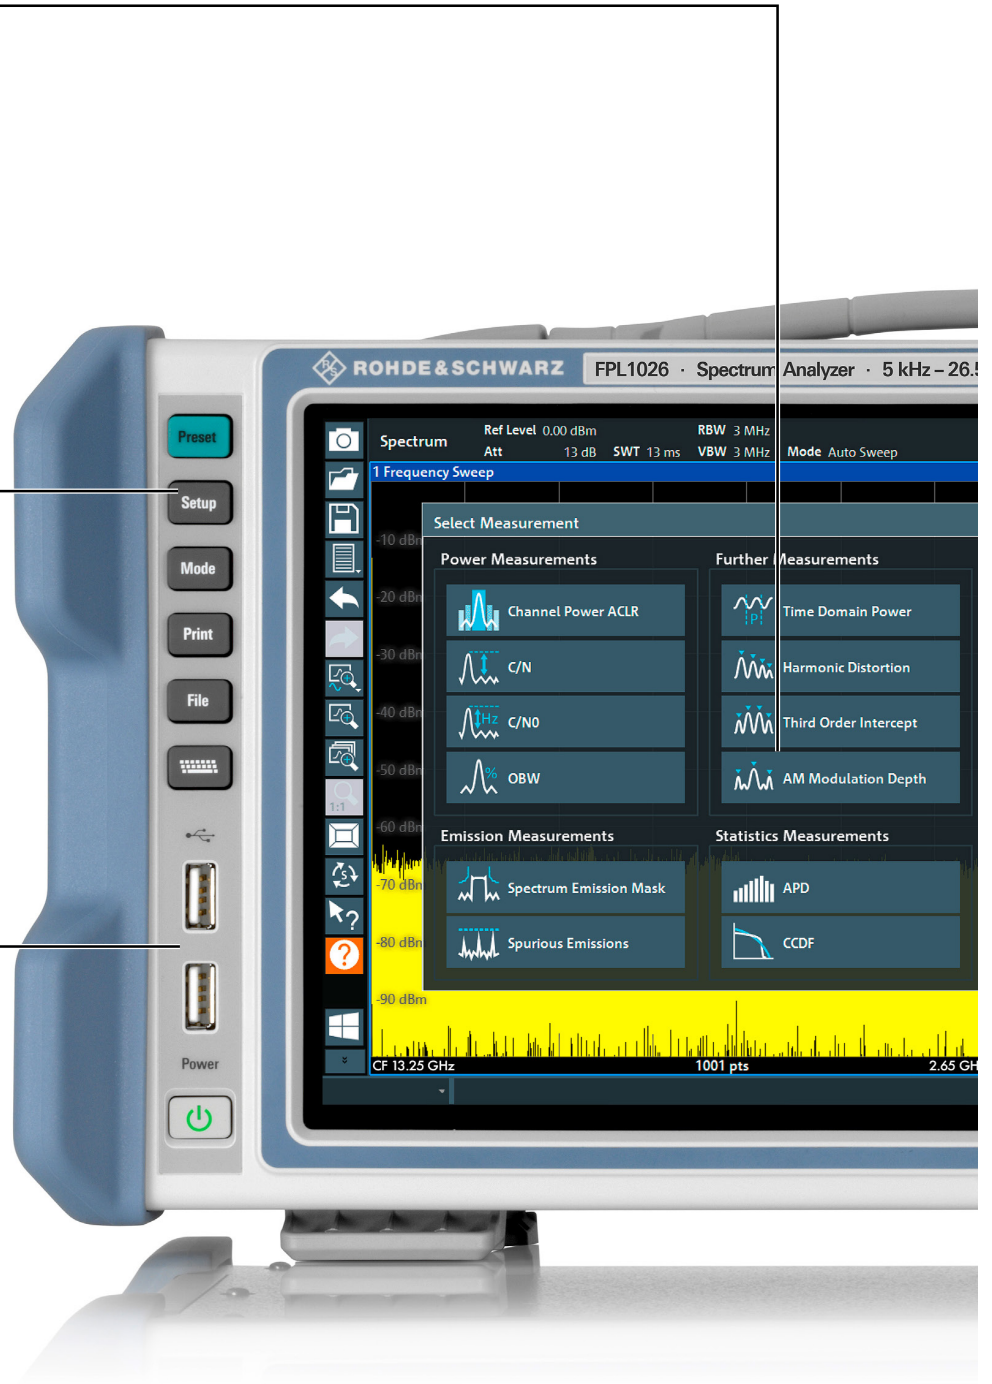 ROHDE&SCHWARZ
FPL1026 · Spectrum Analyzer · 5 kHz – 26.5
Preset
Setup
Mode
Print
File
Power
Spectrum
Ref Level 0.00 dBm
RBW 3 MHz
Att 13 dB SWT 13 ms VBW 3 MHz Mode Auto Sweep
1 Frequency Sweep
Select Measurement
Power Measurements
Channel Power ACLR
C/N
Hz
C/N0
%
OBW
Further Measurements
P
Time Domain Power
Harmonic Distortion
Third Order Intercept
AM Modulation Depth
Emission Measurements
Spectrum Emission Mask
Spurious Emissions
Statistics Measurements
APD
CCDF
-10 dBm
-20 dBm
-30 dBm
-40 dBm
-50 dBm
-60 dBm
-70 dBm
-80 dBm
-90 dBm
1:1
S
?
?
CF 13.25 GHz
1001 pts
2.65 GH